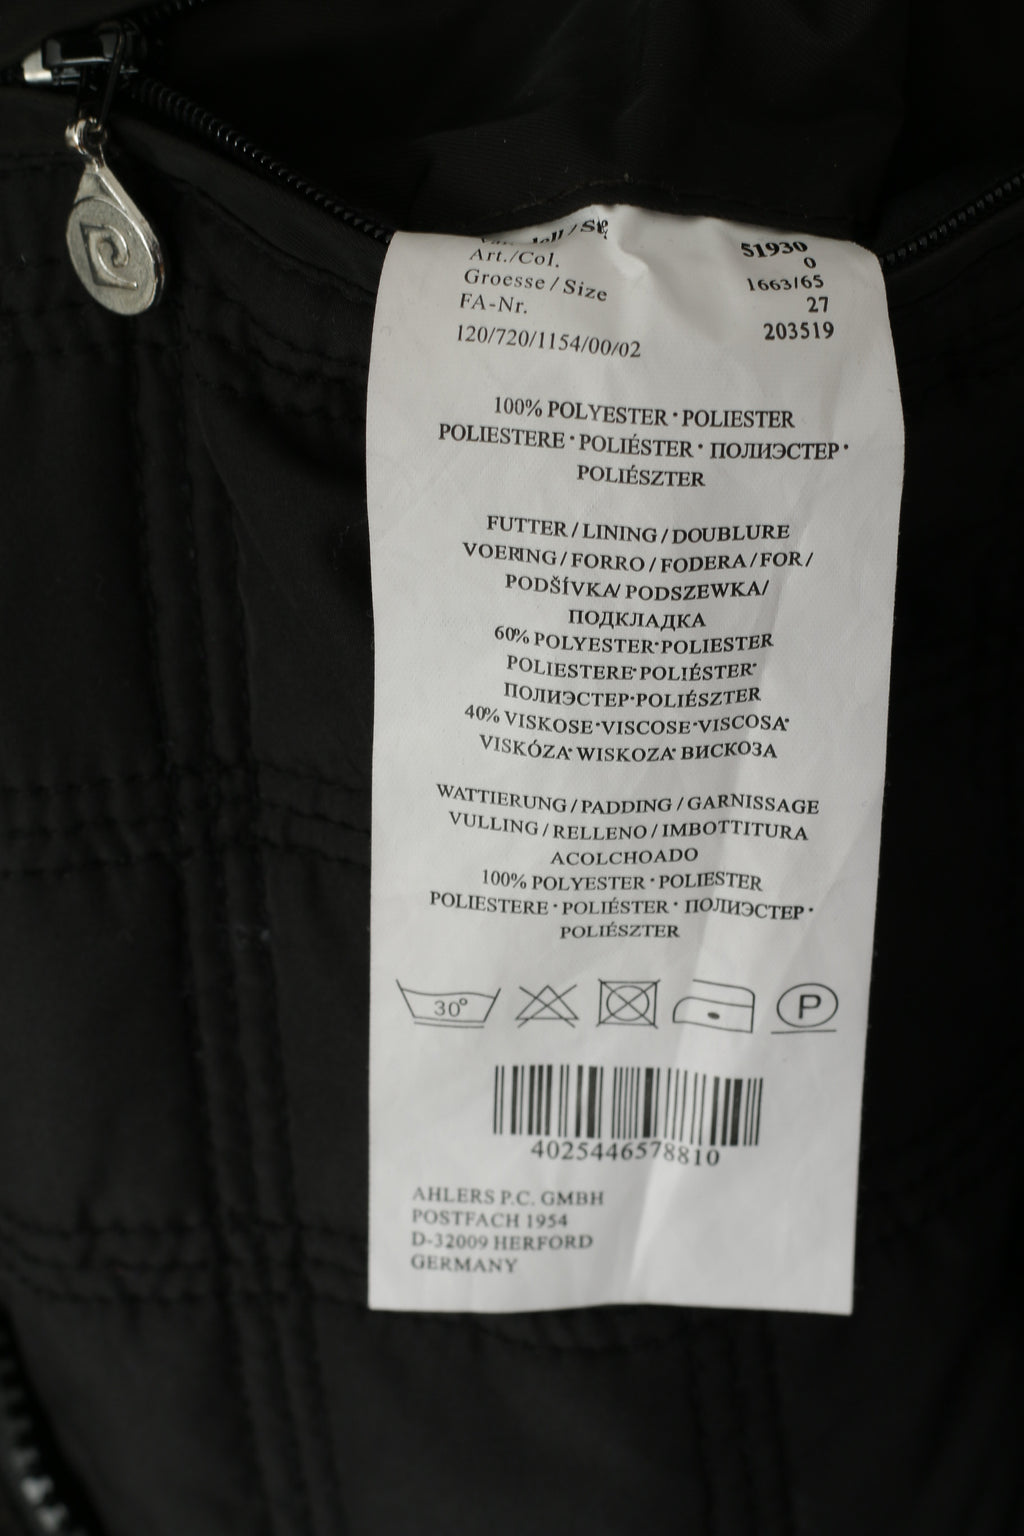 51930
Art./Col.
0
Groesse/Size
1663/65
FA-Nr.
27
120/720/1154/00/02
203519
100% POLYESTER·POLIESTER
POLIESTERE·POLIÉSTER·ПОЛИЭСТЕР·
POLIÉSZTER
FUTTER/LINING/DOUBLURE
VOERING/FORRO/FODERA/FOR/
PODŠÍVKA/PODSZEWKA/
ПОДКЛАДКА
60% POLYESTER·POLIESTER
POLIESTERE·POLIÉSTER·
ПОЛИЭСТЕР·POLIÉSZTER
40% VISKOSE·VISCOSE·VISCOSA·
VISKÓZA·WISKOZA·ВИСКОЗА
WATTIERUNG/PADDING/GARNISSAGE
VULLING/RELLENO/IMBOTTITURA
ACOLCHOADO
100% POLYESTER·POLIESTER
POLIESTERE·POLIÉSTER·ПОЛИЭСТЕР·
POLIÉSZTER
30° P
4025446578810
AHLERS P.C. GMBH
POSTFACH 1954
D-32009 HERFORD
GERMANY